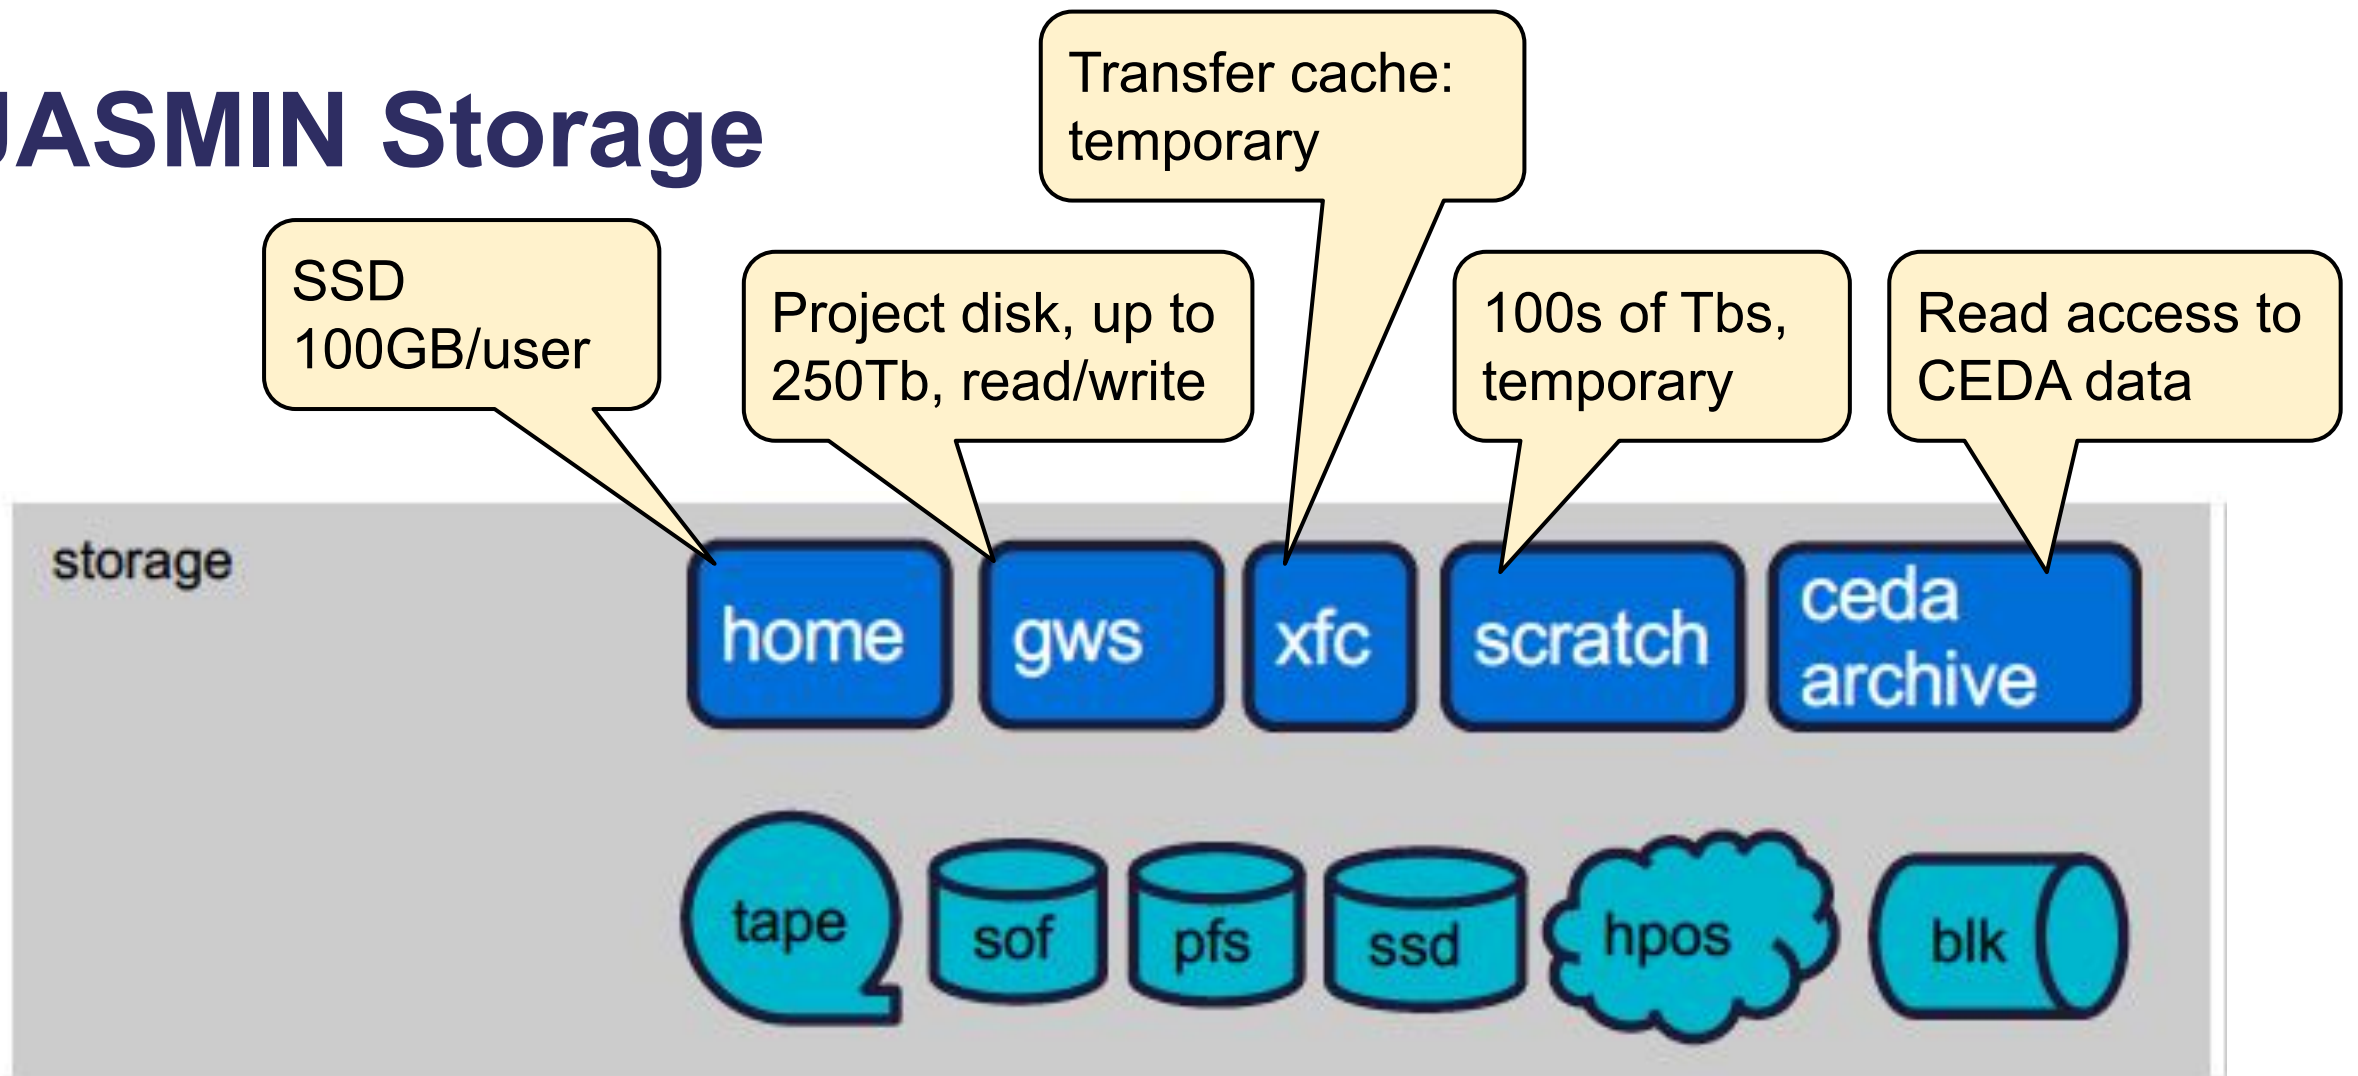 JASMIN Storage
Transfer cache:
temporary
SSD
100GB/user
Project disk, up to
250Tb, read/write
100s of Tbs,
temporary
Read access to
CEDA data
storage
home
gws
xfc
scratch
ceda
archive
tape
sof
pfs
ssd
hpos
blk